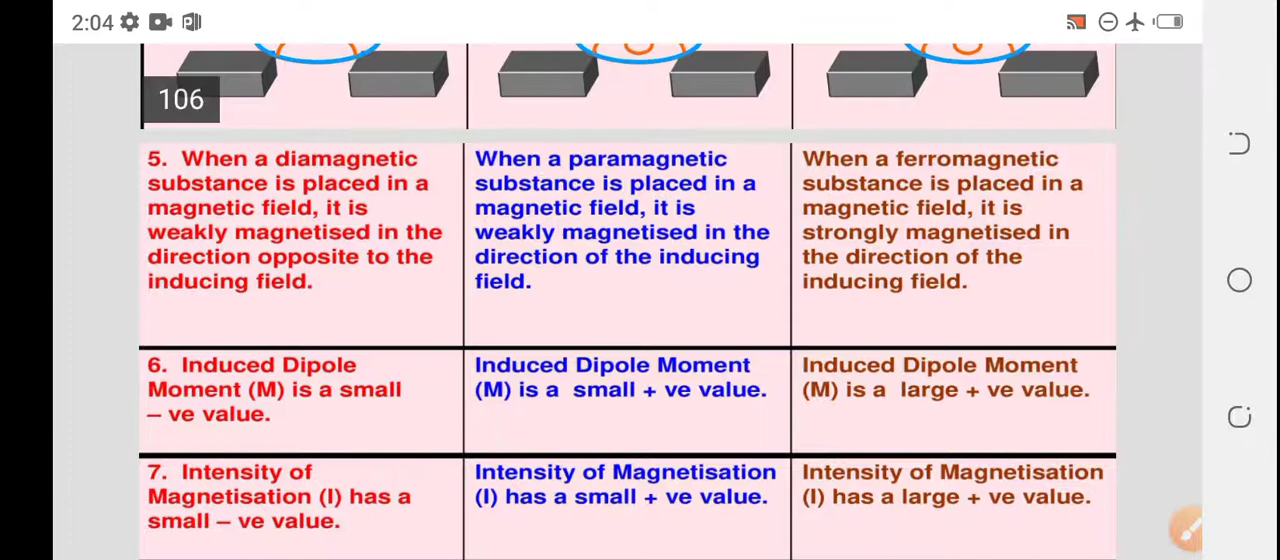 2:04
106
5. When a diamagnetic
substance is placed in a
magnetic field, it is
weakly magnetised in the
direction opposite to the
inducing field.
When a paramagnetic
substance is placed in a
magnetic field, it is
weakly magnetised in the
direction of the inducing
field.
When a ferromagnetic
substance is placed in a
magnetic field, it is
strongly magnetised in
the direction of the
inducing field.
6. Induced Dipole
Moment (M) is a small
– ve value.
Induced Dipole Moment
(M) is a small + ve value.
Induced Dipole Moment
(M) is a large + ve value.
7. Intensity of
Magnetisation (I) has a
small – ve value.
Intensity of Magnetisation
(I) has a small + ve value.
Intensity of Magnetisation
(I) has a large + ve value.